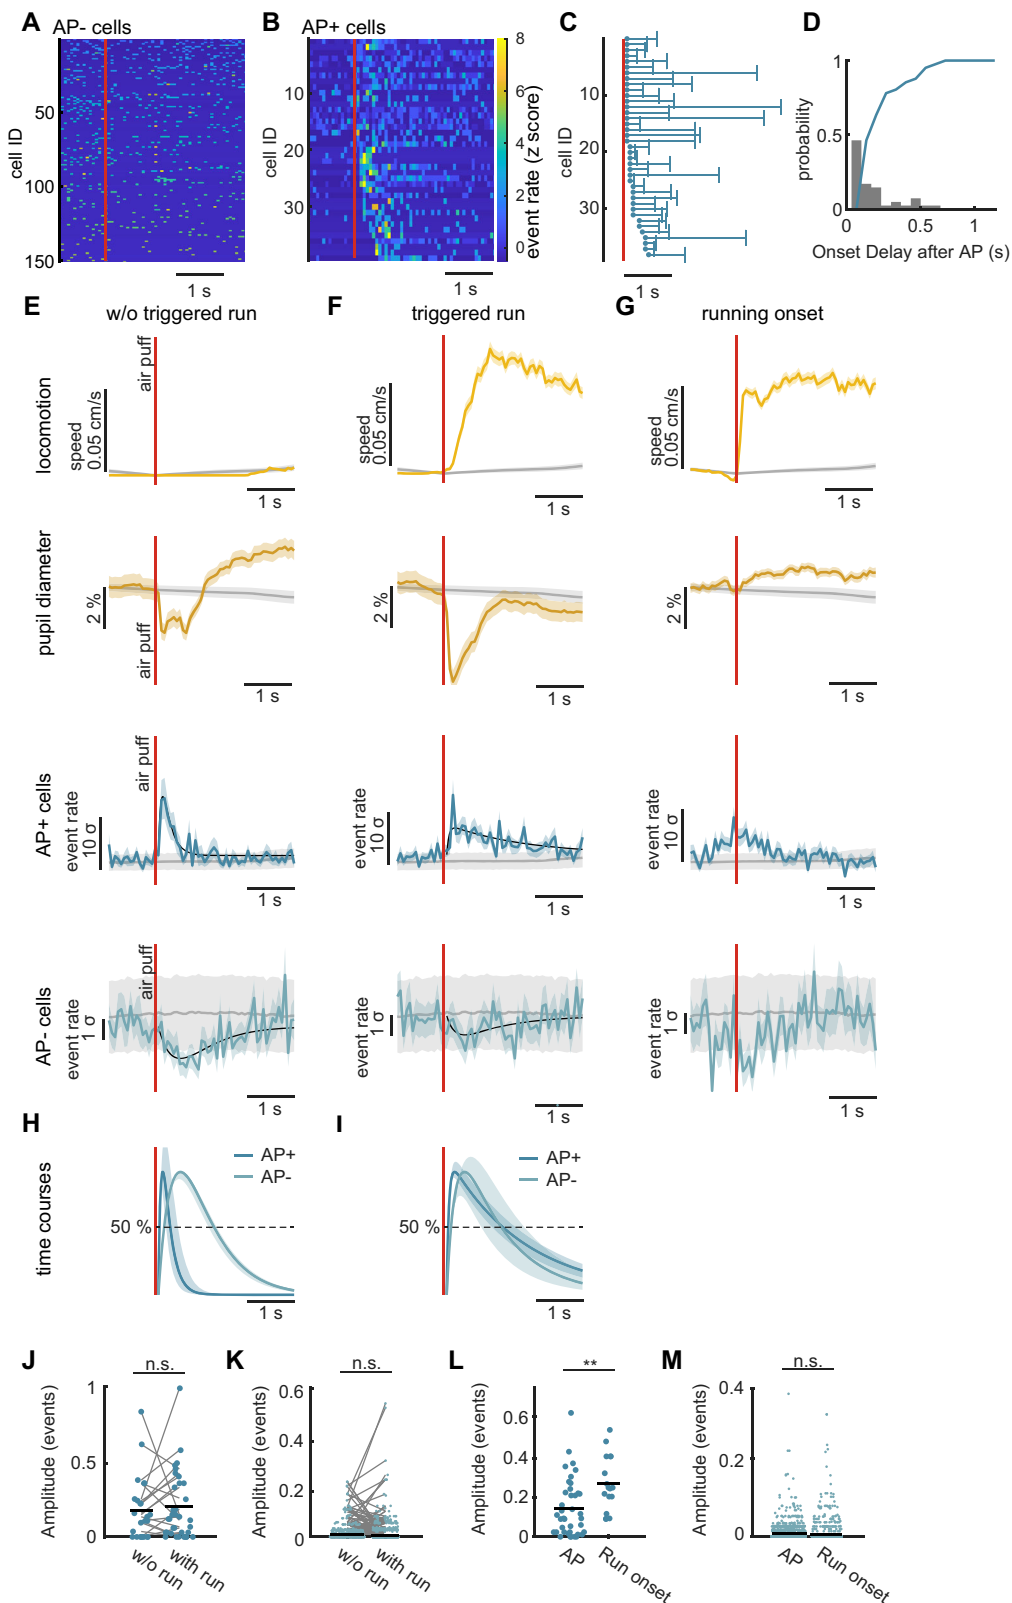 A AP- cells
cell ID
50
100
150
1 s
B AP+ cells
cell ID
10
20
30
1 s
8
6
4
2
0
event rate (z score)
C
cell ID
10
20
30
1 s
D
probability
1
0.5
0
0 0.5 1
Onset Delay after AP (s)
E w/o triggered run
F triggered run
G running onset
locomotion
speed
0.05 cm/s
air puff
1 s
speed
0.05 cm/s
1 s
speed
0.05 cm/s
1 s
pupil diameter
2 %
air puff
1 s
2 %
1 s
2 %
1 s
AP+ cells
event rate
10 σ
air puff
1 s
event rate
10 σ
1 s
event rate
10 σ
1 s
AP- cells
event rate
1 σ
air puff
1 s
event rate
1 σ
1 s
event rate
1 σ
1 s
H
time courses
AP+
AP-
50 %
1 s
I
AP+
AP-
50 %
1 s
J
n.s.
Amplitude (events)
1
0.5
0
w/o run
with run
K
n.s.
Amplitude (events)
0.6
0.4
0.2
0
w/o run
with run
L
**
Amplitude (events)
0.6
0.4
0.2
0
AP
Run onset
M
n.s.
Amplitude (events)
0.4
0.2
0
AP
Run onset